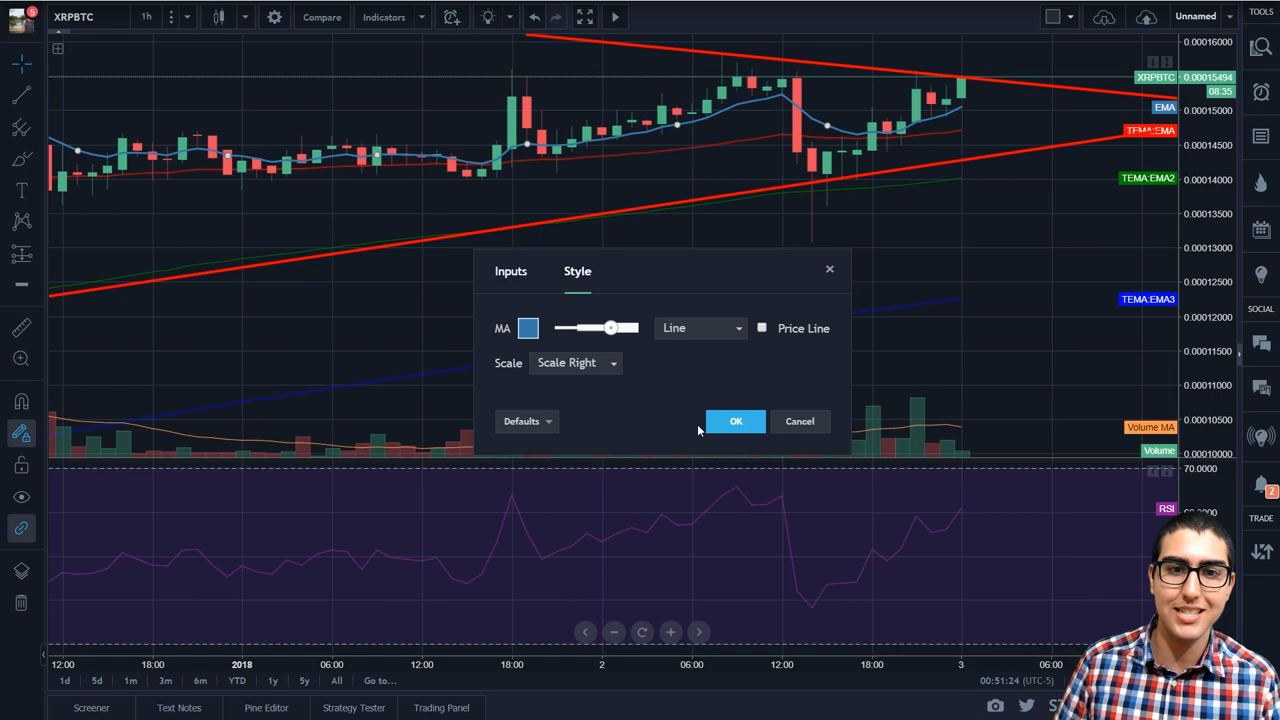 5
XRPBTC
1h
Compare
Indicators
Unnamed
TOOLS
0.00016000
XRPBTC
0.00015494
08:35
EMA
0.00015000
TEMA:EMA
0.00014500
TEMA:EMA2
0.00014000
0.00013500
0.00013000
0.00012500
TEMA:EMA3
0.00012000
0.00011500
0.00011000
0.00010500
Volume MA
0.00010000
Volume
SOCIAL
Inputs
Style
MA
Line
Price Line
Scale
Scale Right
Defaults
OK
Cancel
70.0000
RSI
2
TRADE
12:00
18:00
2018
06:00
12:00
18:00
2
06:00
12:00
18:00
3
06:00
1d
5d
1m
3m
6m
YTD
1y
5y
All
Go to...
00:51:24 (UTC-5)
Screener
Text Notes
Pine Editor
Strategy Tester
Trading Panel